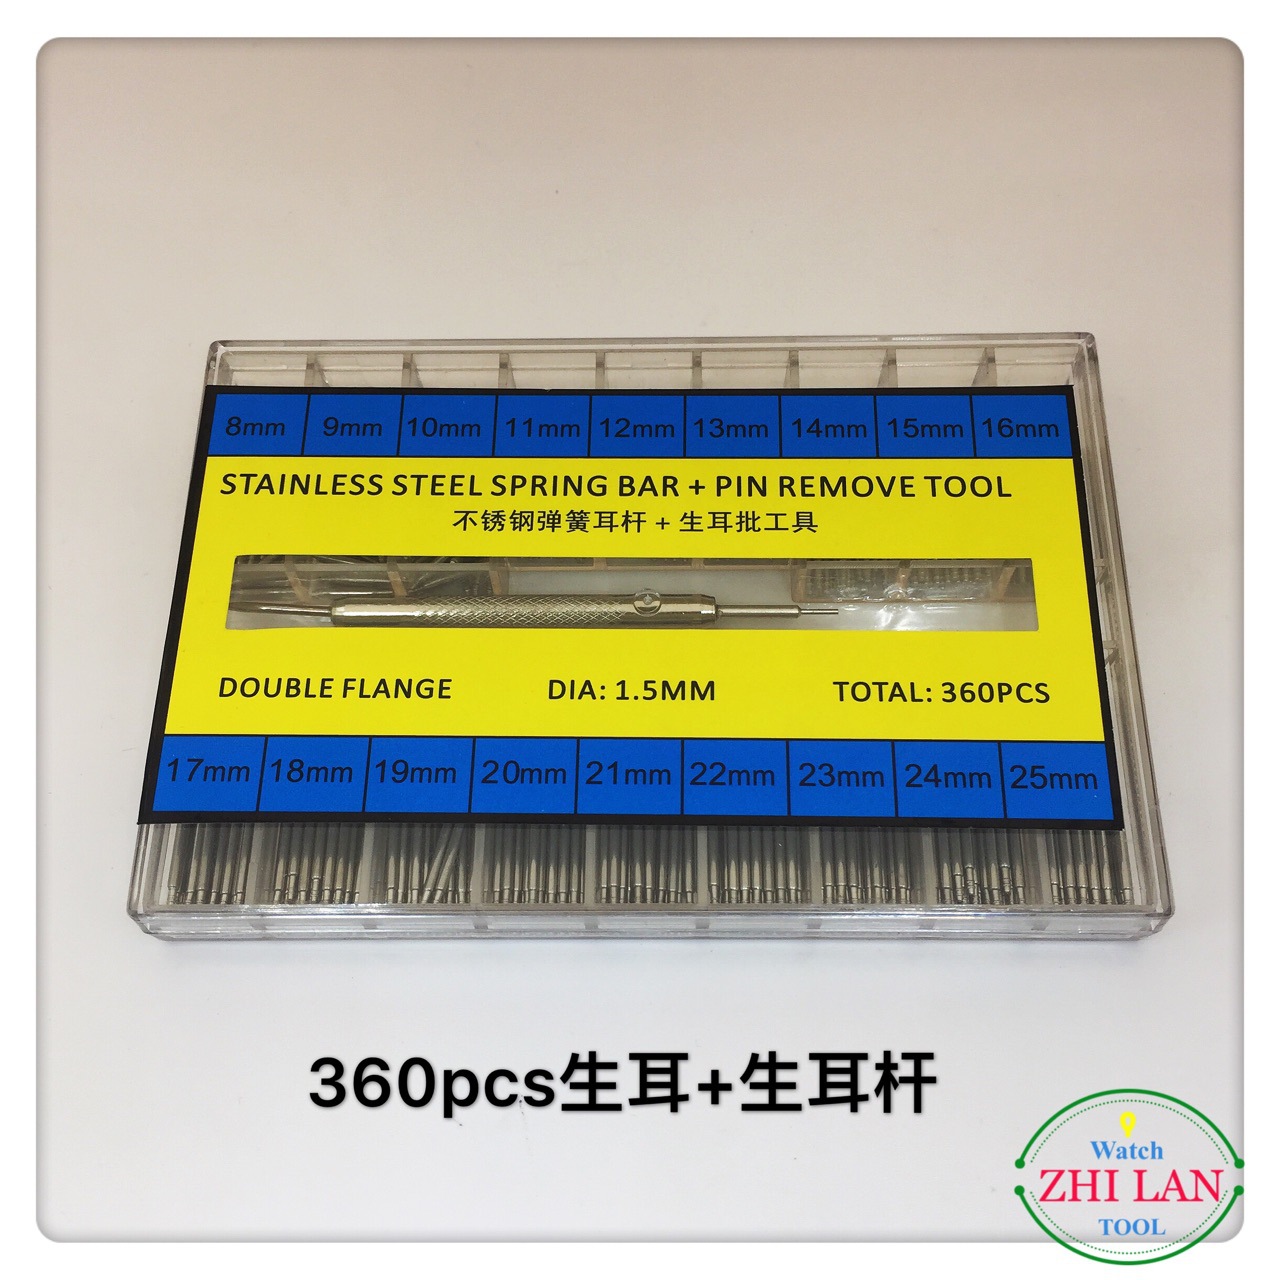 8mm 9mm 10mm 11mm 12mm 13mm 14mm 15mm 16mm
STAINLESS STEEL SPRING BAR + PIN REMOVE TOOL
不锈钢弹簧耳杆 + 生耳批工具
DOUBLE FLANGE DIA: 1.5MM TOTAL: 360PCS
17mm 18mm 19mm 20mm 21mm 22mm 23mm 24mm 25mm
360pcs生耳+生耳杆
Watch
ZHI LAN
TOOL